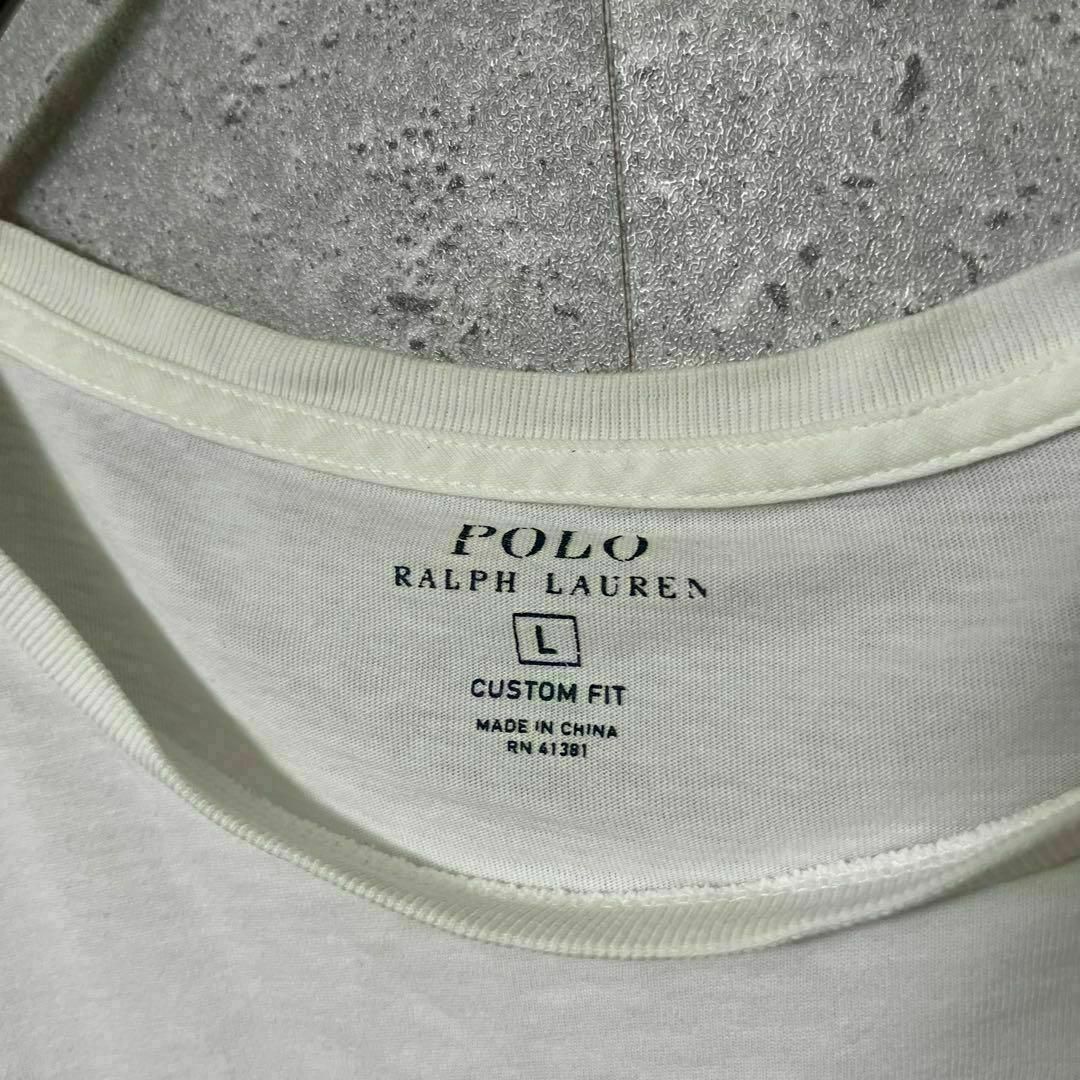 POLO
RALPH LAUREN
L
CUSTOM FIT
MADE IN CHINA
RN 41381